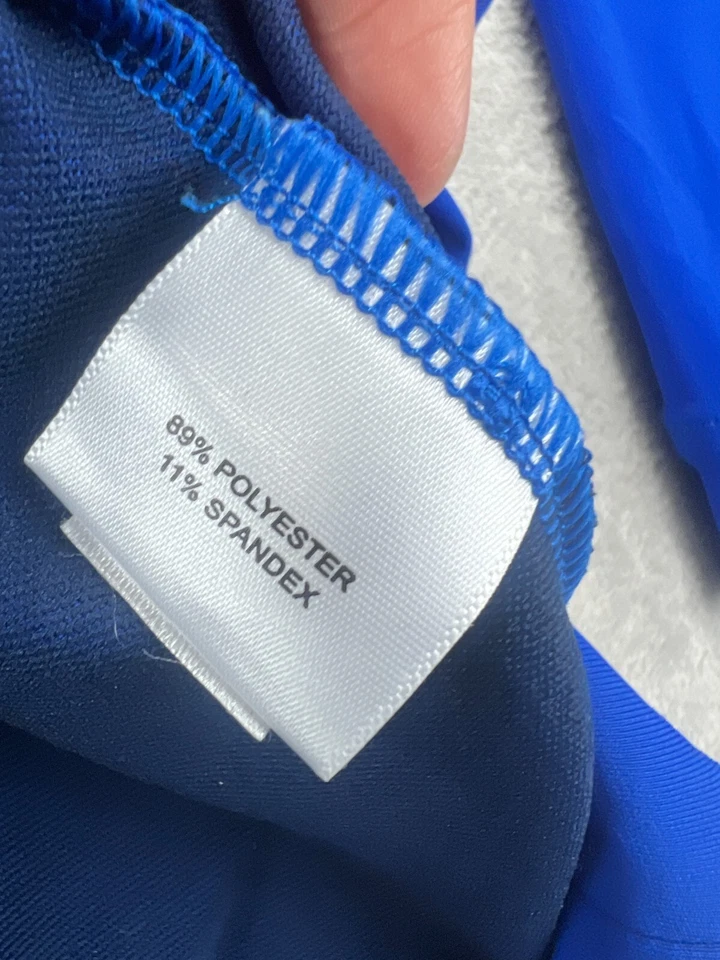 89% POLYESTER
11% SPANDEX